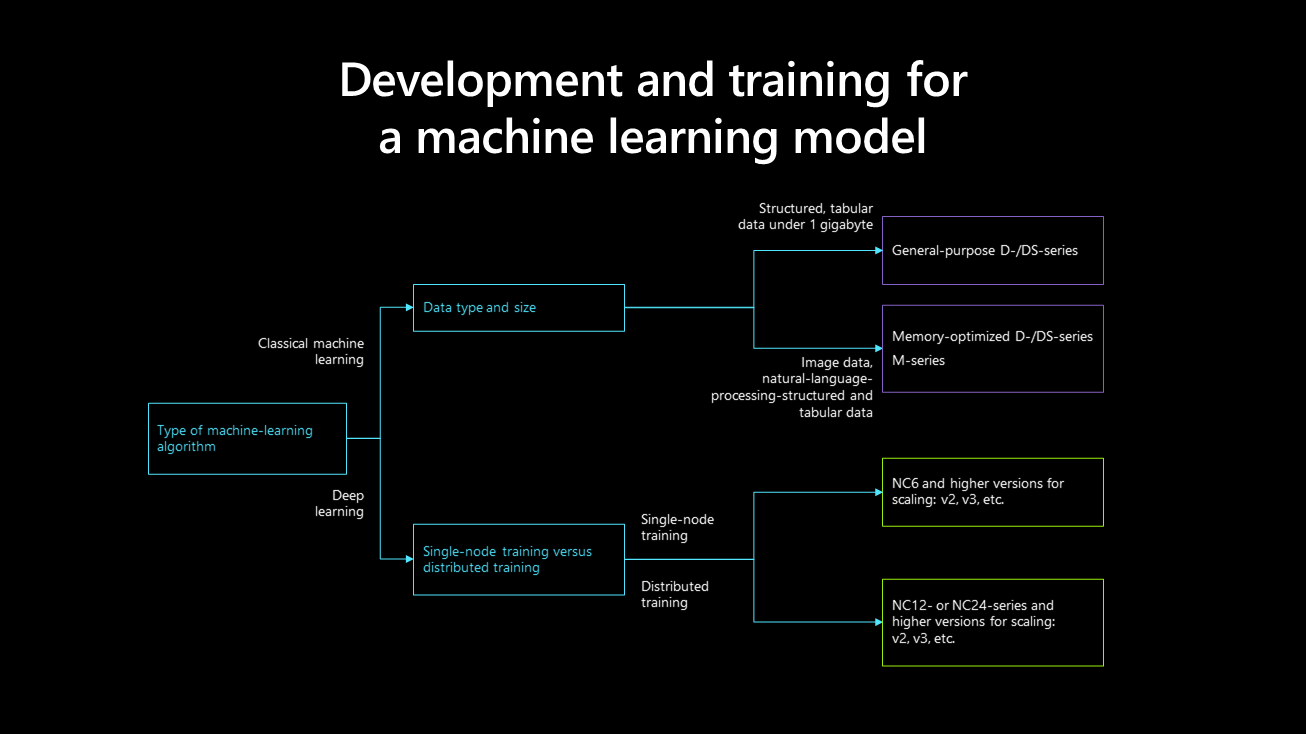 Development and training for
a machine learning model
Structured, tabular
data under 1 gigabyte
General-purpose D-/DS-series
Data type and size
Classical machine
learning
Memory-optimized D-/DS-series
M-series
Image data,
natural-language-
processing-structured and
tabular data
Type of machine-learning
algorithm
Deep
learning
NC6 and higher versions for
scaling: v2, v3, etc.
Single-node
training
Single-node training versus
distributed training
Distributed
training
NC12- or NC24-series and
higher versions for scaling:
v2, v3, etc.